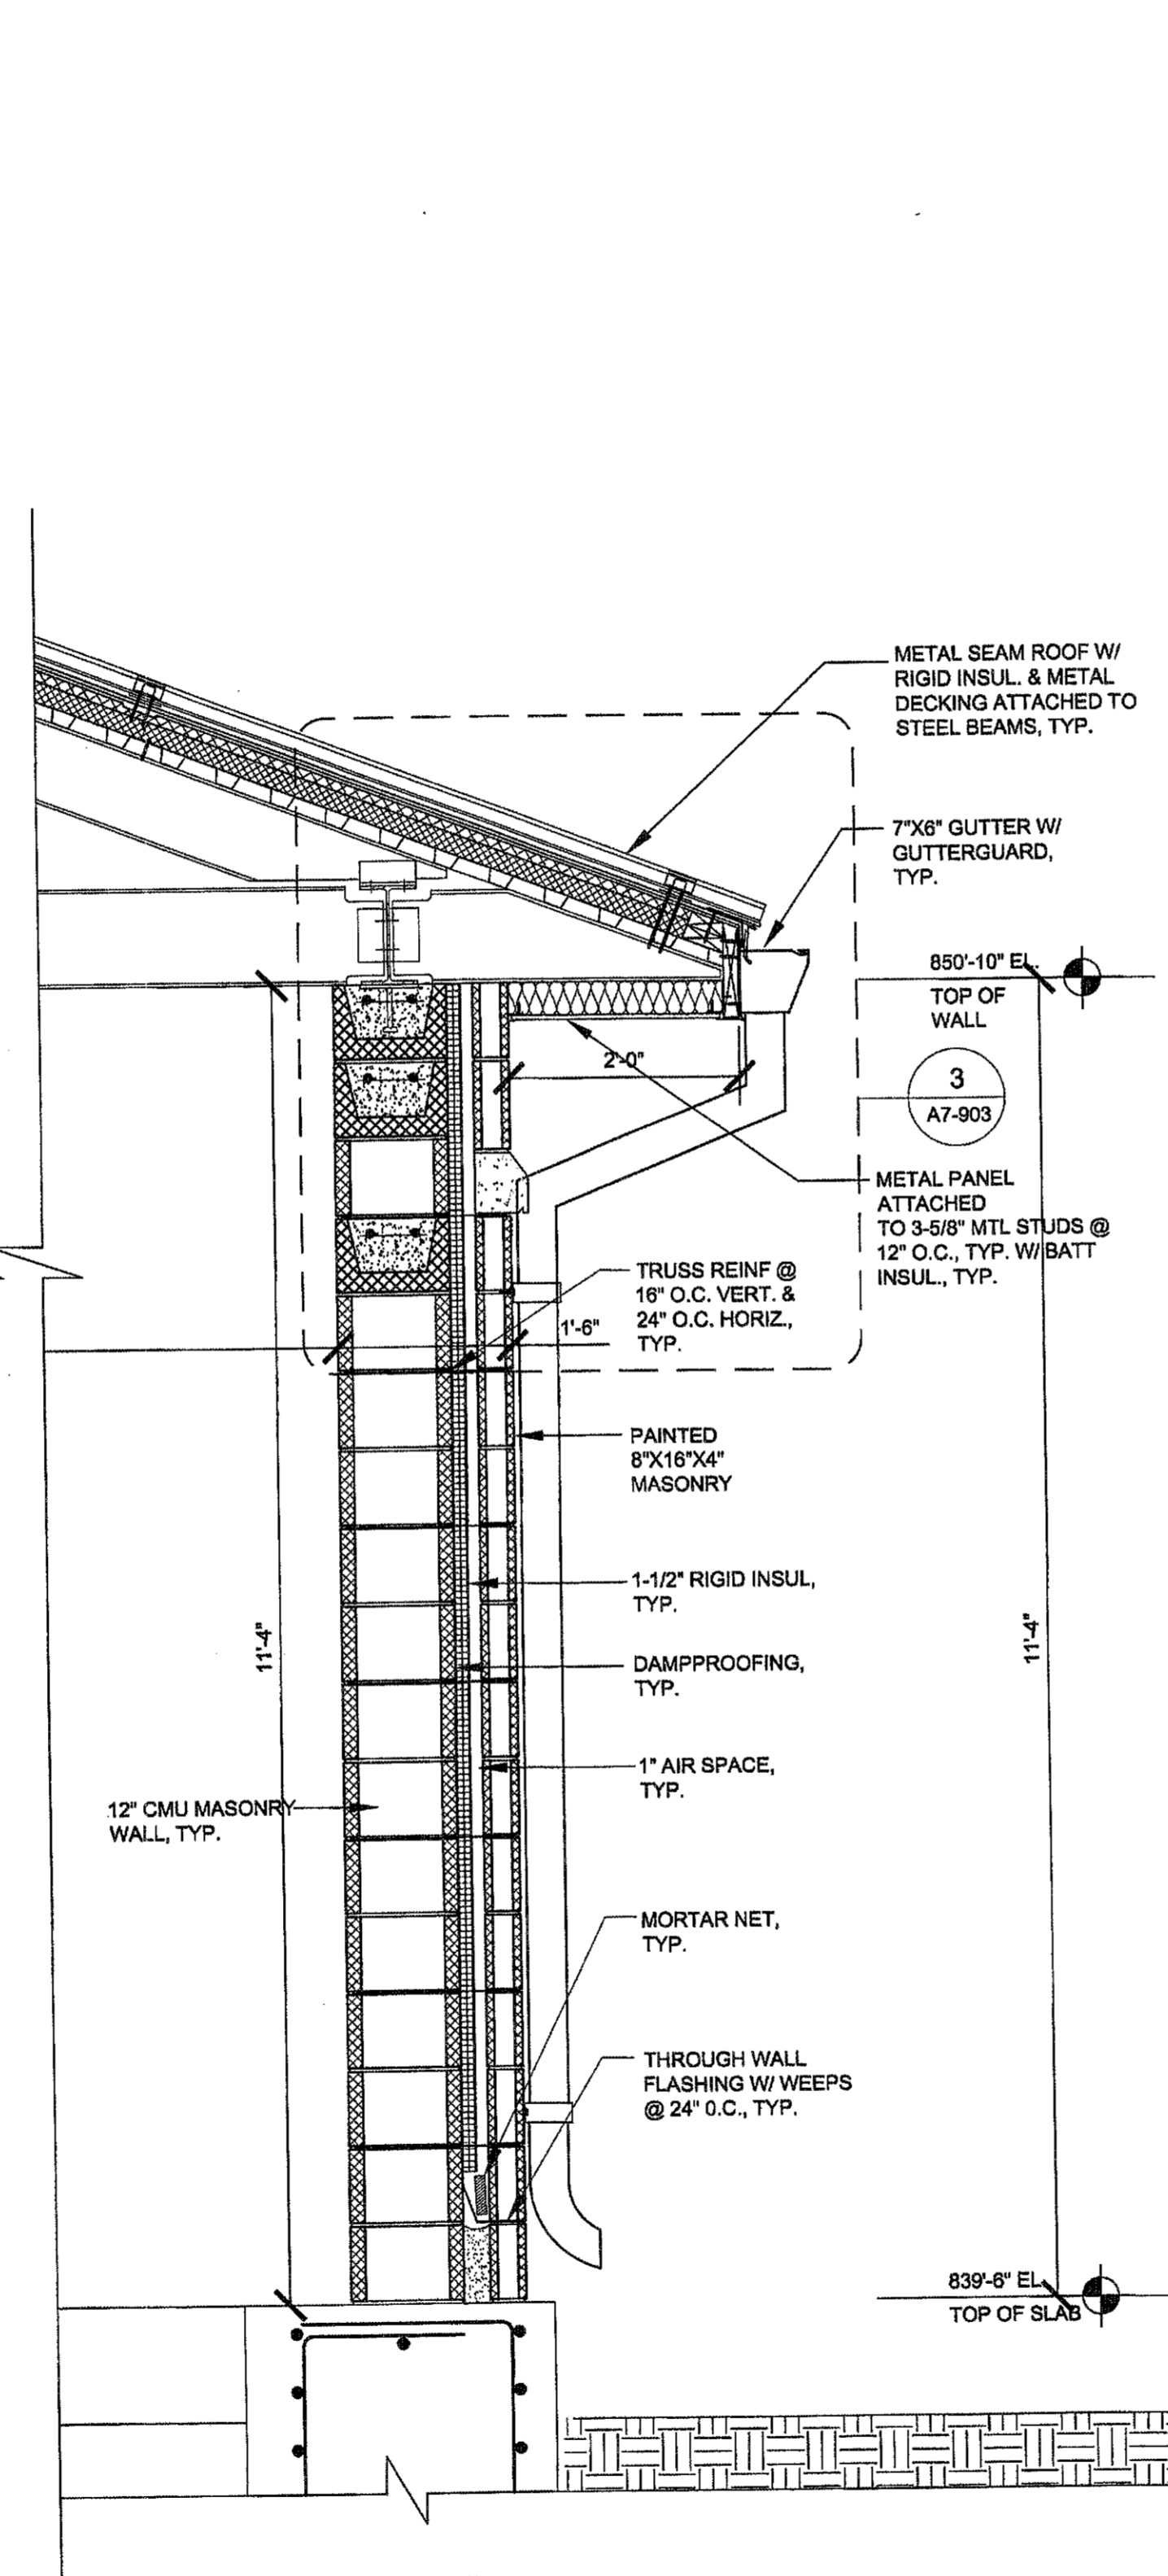 METAL SEAM ROOF W/
RIGID INSUL. & METAL
DECKING ATTACHED TO
STEEL BEAMS, TYP.
7"X6" GUTTER W/
GUTTERGUARD,
TYP.
850'-10" EL.
TOP OF
WALL
2'-0"
3
A7-903
METAL PANEL
ATTACHED
TO 3-5/8" MTL STUDS @
12" O.C., TYP. W/ BATT
INSUL., TYP.
TRUSS REINF @
16" O.C. VERT. &
24" O.C. HORIZ.,
TYP.
1'-6"
PAINTED
8"X16"X4"
MASONRY
1-1/2" RIGID INSUL,
TYP.
11'-4"
11'-4"
DAMPPROOFING,
TYP.
1" AIR SPACE,
TYP.
12" CMU MASONRY
WALL, TYP.
MORTAR NET,
TYP.
THROUGH WALL
FLASHING W/ WEEPS
@ 24" 0.C., TYP.
839'-6" EL
TOP OF SLAB